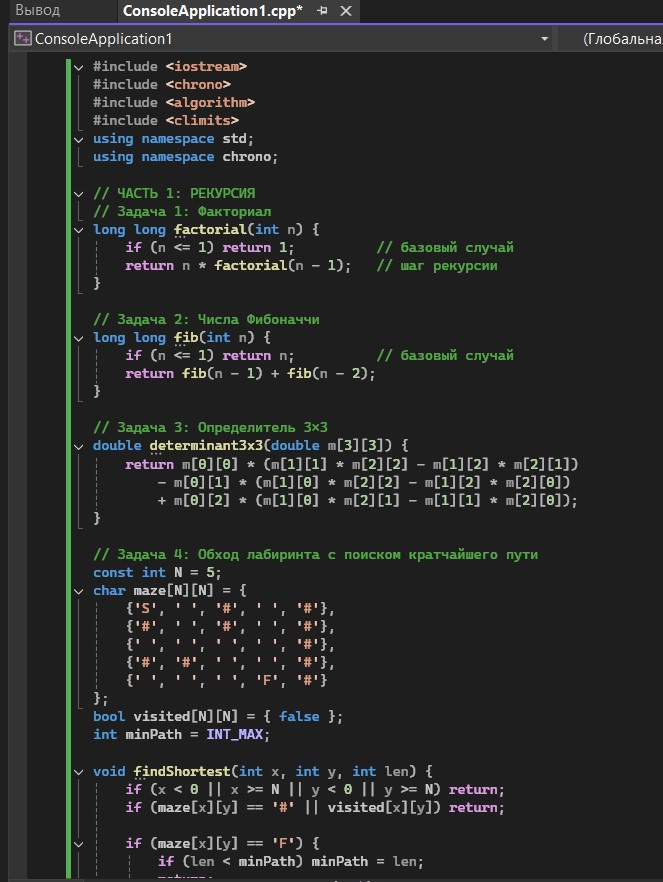 Вывод
ConsoleApplication1.cpp*
ConsoleApplication1
(Глобальна
#include <iostream>
#include <chrono>
#include <algorithm>
#include <climits>
using namespace std;
using namespace chrono;
// ЧАСТЬ 1: РЕКУРСИЯ
// Задача 1: Факториал
long long factorial(int n) {
    if (n <= 1) return 1;          // базовый случай
    return n * factorial(n - 1);   // шаг рекурсии
}
// Задача 2: Числа Фибоначчи
long long fib(int n) {
    if (n <= 1) return n;          // базовый случай
    return fib(n - 1) + fib(n - 2);
}
// Задача 3: Определитель 3×3
double determinant3x3(double m[3][3]) {
    return m[0][0] * (m[1][1] * m[2][2] - m[1][2] * m[2][1])
        - m[0][1] * (m[1][0] * m[2][2] - m[1][2] * m[2][0])
        + m[0][2] * (m[1][0] * m[2][1] - m[1][1] * m[2][0]);
}
// Задача 4: Обход лабиринта с поиском кратчайшего пути
const int N = 5;
char maze[N][N] = {
    {'S', ' ', '#', ' ', '#'},
    {'#', ' ', '#', ' ', '#'},
    {' ', ' ', ' ', ' ', '#'},
    {'#', '#', ' ', ' ', '#'},
    {' ', ' ', ' ', 'F', '#'}
};
bool visited[N][N] = { false };
int minPath = INT_MAX;
void findShortest(int x, int y, int len) {
    if (x < 0 || x >= N || y < 0 || y >= N) return;
    if (maze[x][y] == '#' || visited[x][y]) return;
    if (maze[x][y] == 'F') {
        if (len < minPath) minPath = len;